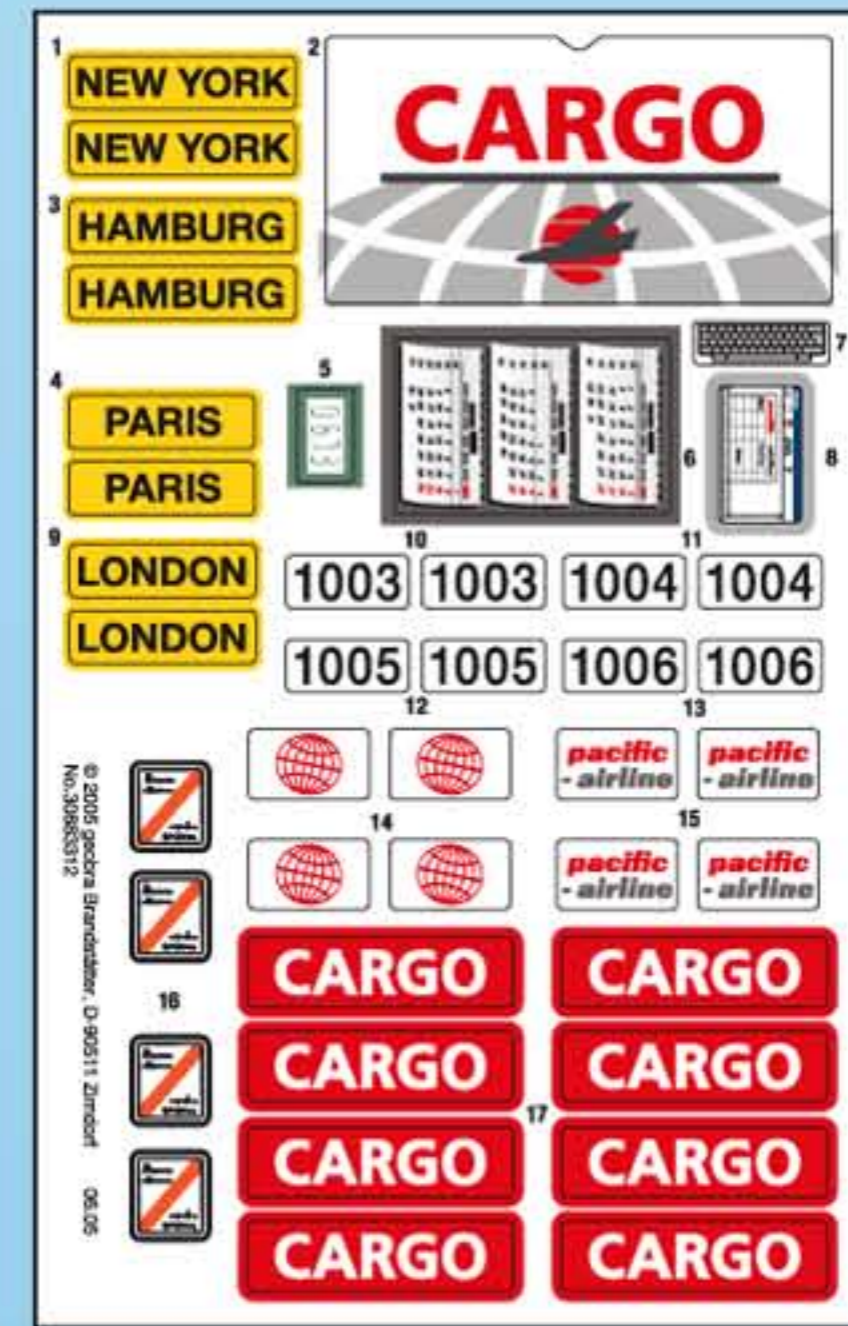 1
NEW YORK
NEW YORK
2
CARGO
3
HAMBURG
HAMBURG
4
PARIS
PARIS
5
6
7
8
9
LONDON
LONDON
10
1003 1003
11
1004 1004
1005 1005
1006 1006
12
13
pacific pacific
- airline - airline
14
15
pacific pacific
- airline - airline
16
CARGO CARGO
CARGO CARGO
17
CARGO CARGO
CARGO CARGO
© 2005 geobra Brandstätter, D-90511 Zirndorf 06.05
No.30883312